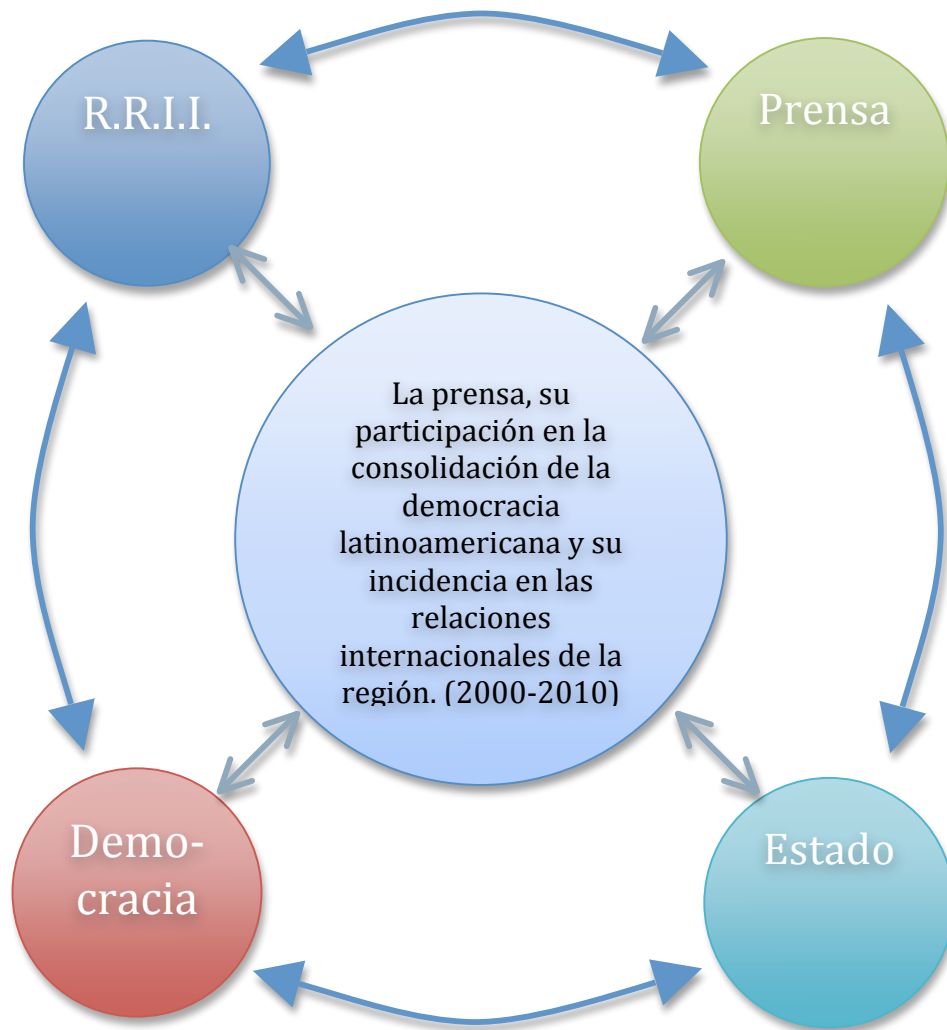 R.R.I.I.
Prensa
La prensa, su
participación en la
consolidación de la
democracia
latinoamericana y su
incidencia en las
relaciones
internacionales de la
región. (2000-2010)
Demo-
cracia
Estado